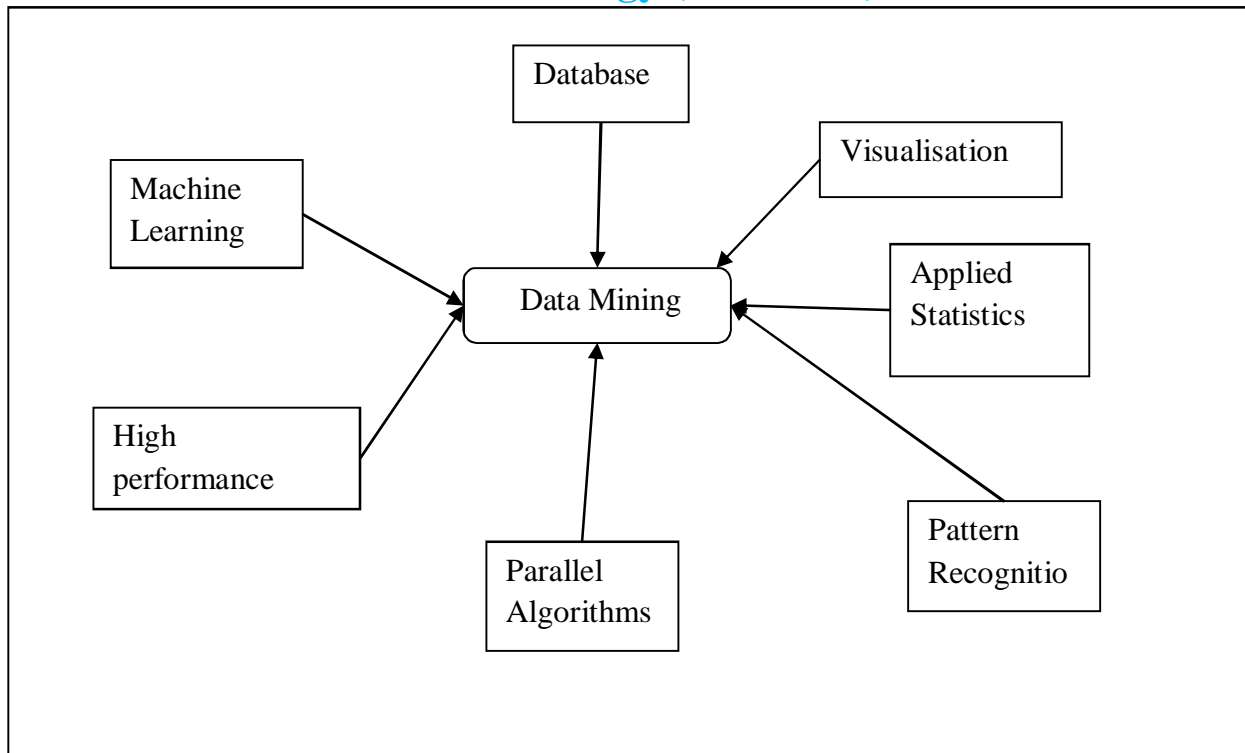 Database
Visualisation
Machine
Learning
Applied
Statistics
Data Mining
High
performance
Pattern
Recognitio
Parallel
Algorithms